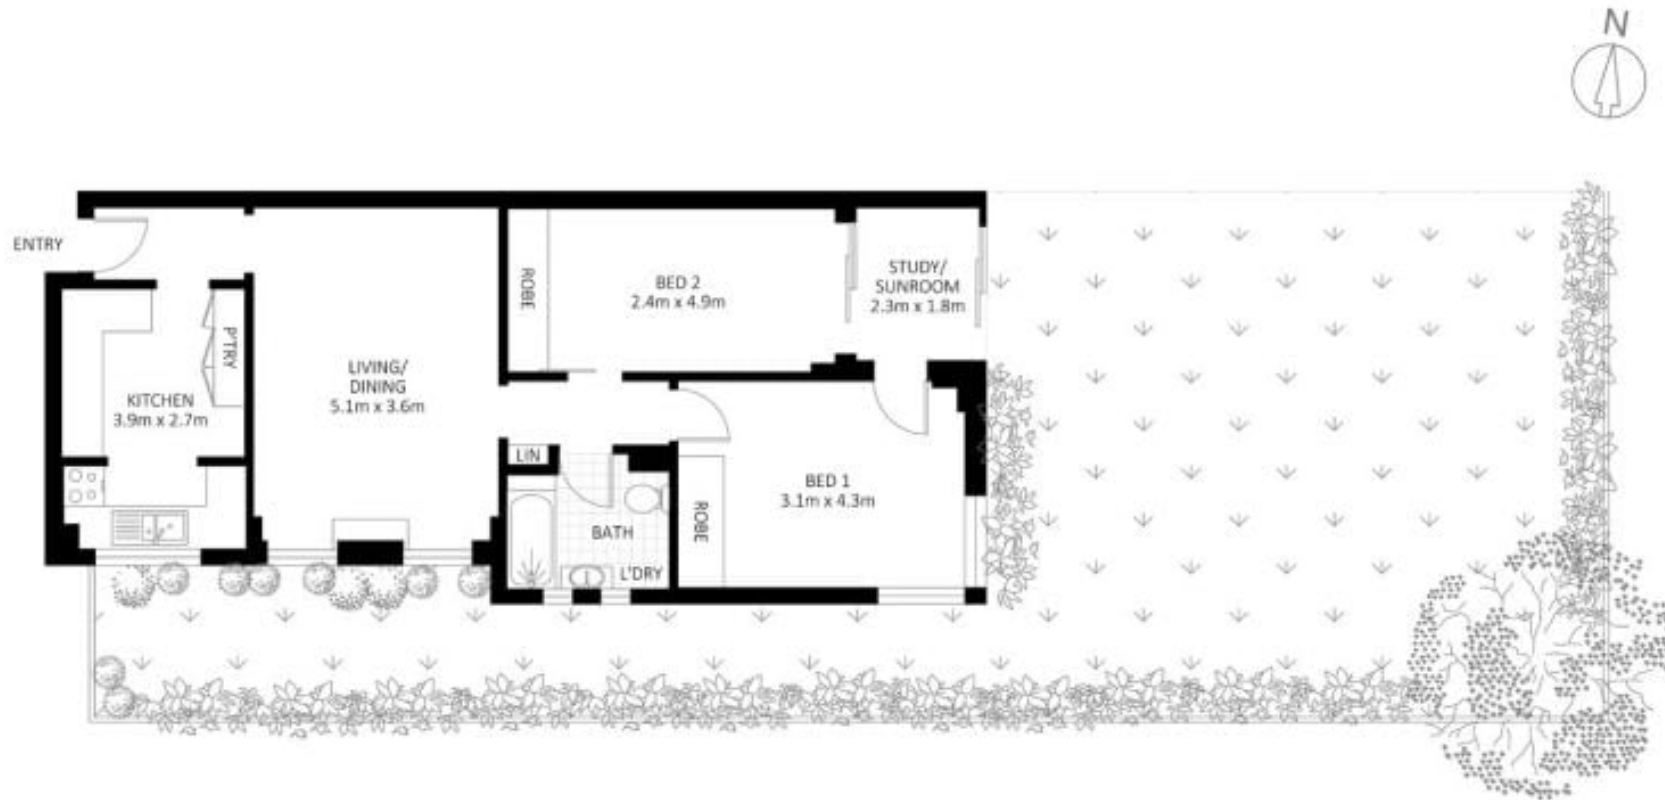 N
ENTRY
ROBE
BED 2
2.4m x 4.9m
STUDY/
SUNROOM
2.3m x 1.8m
P'TRY
LIVING/
DINING
5.1m x 3.6m
KITCHEN
3.9m x 2.7m
LIN
BED 1
3.1m x 4.3m
ROBE
BATH
L'DRY